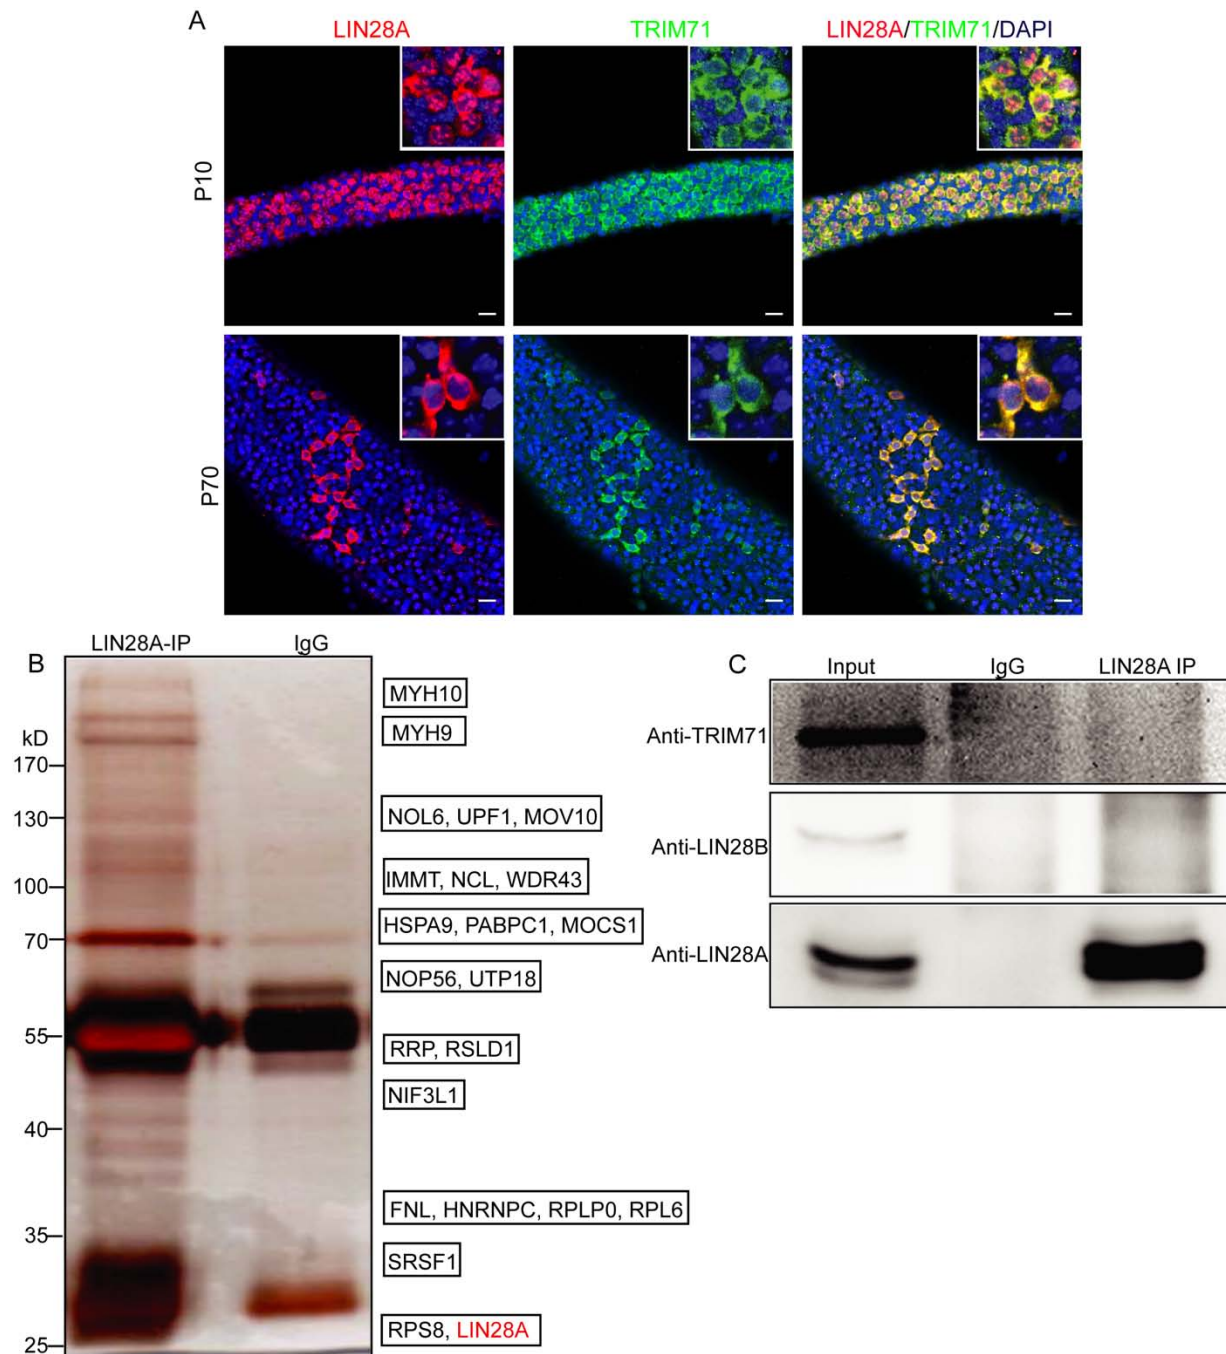 A
LIN28A
TRIM71
LIN28A/TRIM71/DAPI
P10
P70
B
LIN28A-IP
IgG
kD
170
130
100
70
55
40
35
25
MYH10
MYH9
NOL6, UPF1, MOV10
IMMT, NCL, WDR43
HSPA9, PABPC1, MOCS1
NOP56, UTP18
RRP, RSLD1
NIF3L1
FNL, HNRNPC, RPLP0, RPL6
SRSF1
RPS8, LIN28A
C
Input
IgG
LIN28A IP
Anti-TRIM71
Anti-LIN28B
Anti-LIN28A